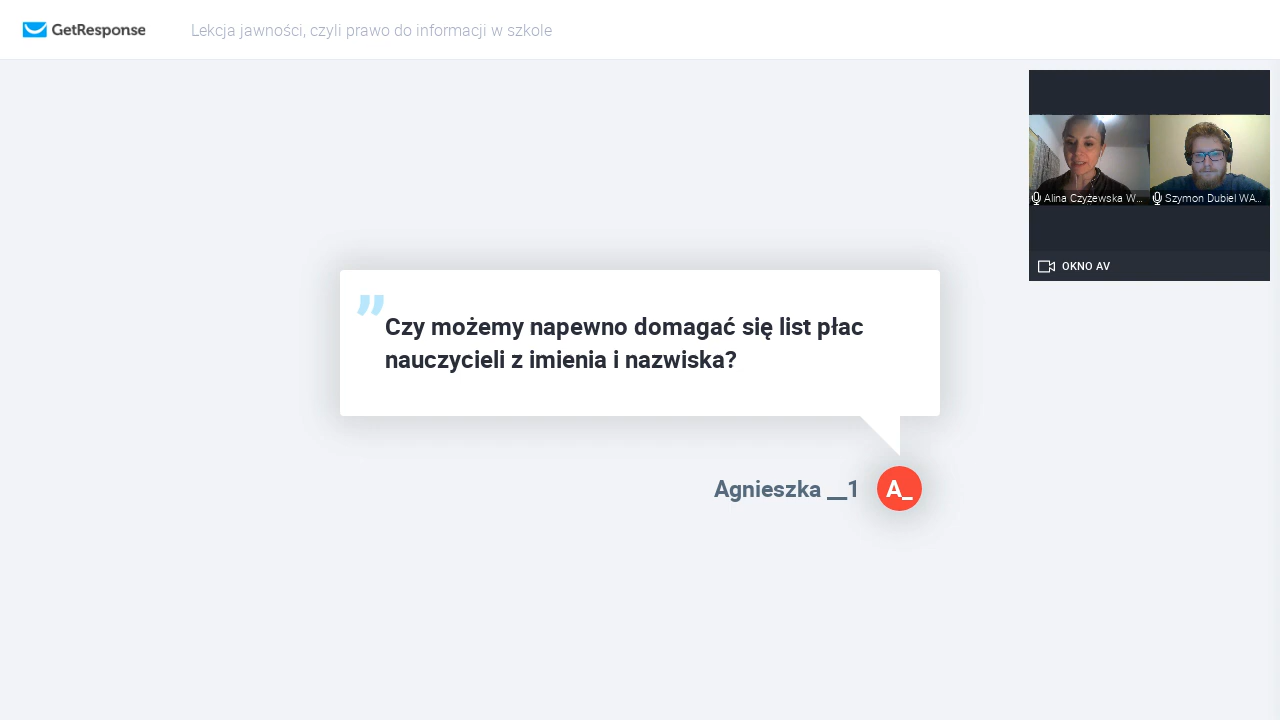 GetResponse
Lekcja jawności, czyli prawo do informacji w szkole
Alina Czyżewska W...
Szymon Dubiel WA...
OKNO AV
” Czy możemy napewno domagać się list płac
nauczycieli z imienia i nazwiska?
Agnieszka __1
A_